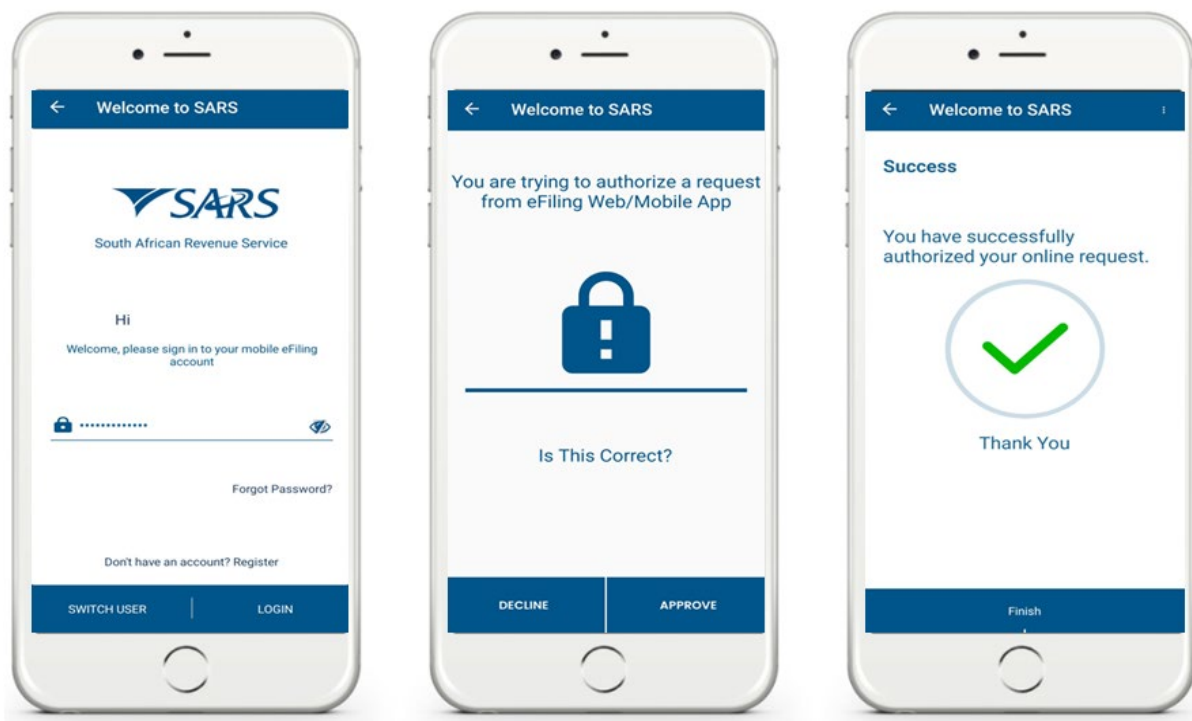 Welcome to SARS
SARS
South African Revenue Service
Hi
Welcome, please sign in to your mobile eFiling
account
•••••••••••••
Forgot Password?
Don't have an account? Register
SWITCH USER
LOGIN
Welcome to SARS
You are trying to authorize a request
from eFiling Web/Mobile App
Is This Correct?
DECLINE
APPROVE
Welcome to SARS
Success
You have successfully
authorized your online request.
Thank You
Finish